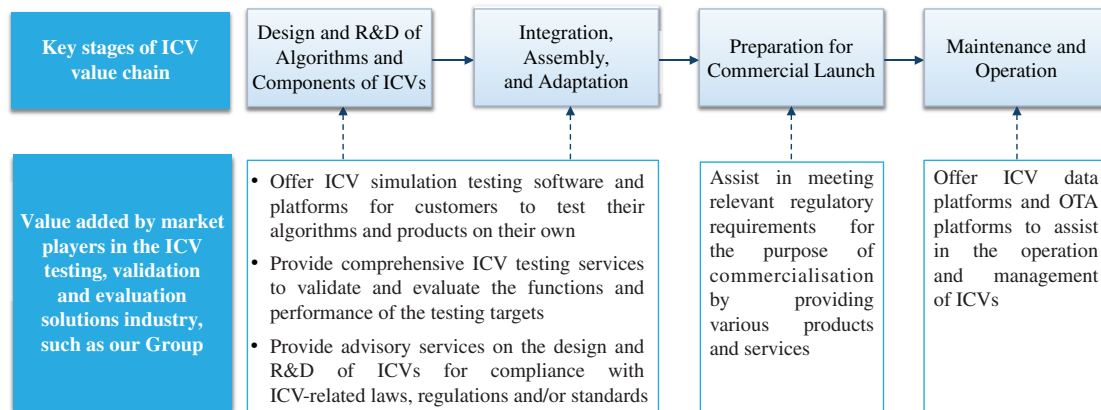 Key stages of ICV
value chain
Design and R&D of
Algorithms and
Components of ICVs
Integration,
Assembly,
and Adaptation
Preparation for
Commercial Launch
Maintenance and
Operation
Value added by market
players in the ICV
testing, validation
and evaluation
solutions industry,
such as our Group
• Offer ICV simulation testing software and
platforms for customers to test their
algorithms and products on their own
• Provide comprehensive ICV testing services
to validate and evaluate the functions and
performance of the testing targets
• Provide advisory services on the design and
R&D of ICVs for compliance with
ICV-related laws, regulations and/or standards
Assist in meeting
relevant regulatory
requirements for
the purpose of
commercialisation
by providing
various products
and services
Offer ICV data
platforms and OTA
platforms to assist
in the operation
and management
of ICVs